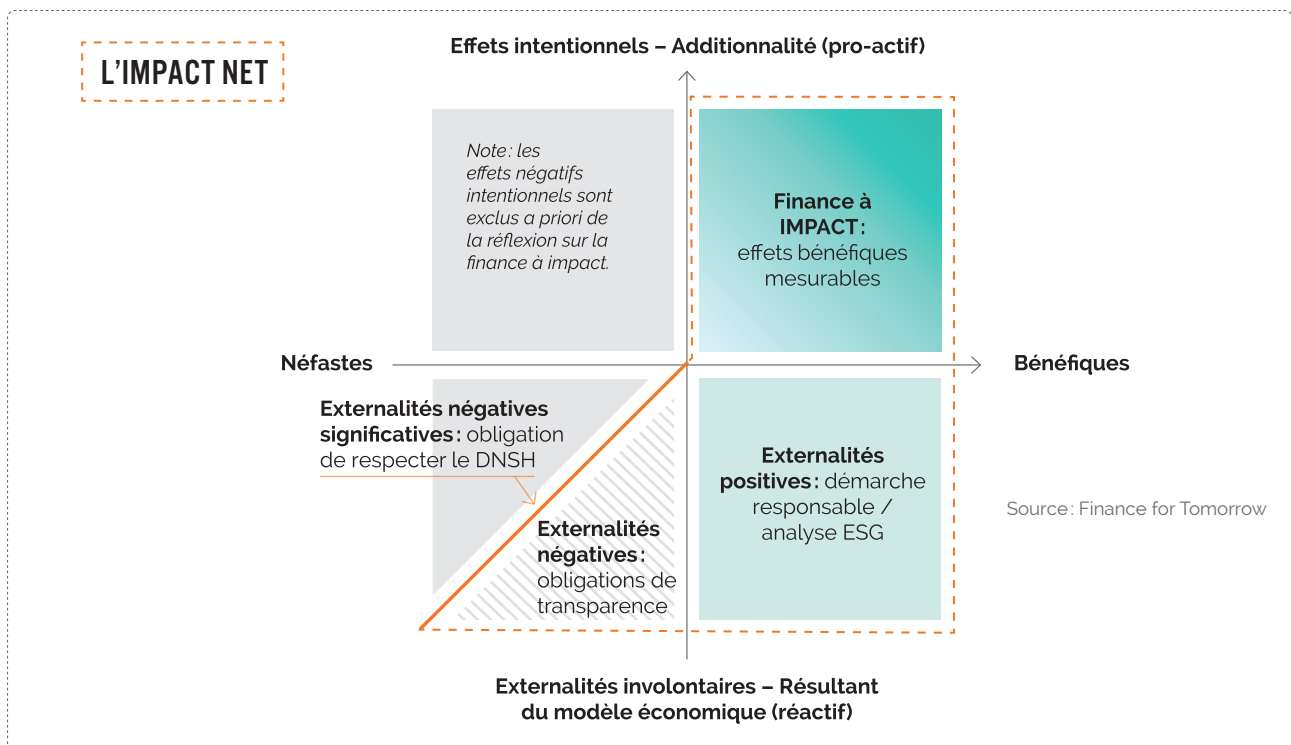 L’IMPACT NET
Effets intentionnels – Additionnalité (pro-actif)
Note : les
effets négatifs
intentionnels sont
exclus a priori de
la réflexion sur la
finance à impact.
Finance à
IMPACT :
effets bénéfiques
mesurables
Néfastes
Bénéfiques
Externalités négatives
significatives : obligation
de respecter le DNSH
Externalités
négatives :
obligations de
transparence
Externalités
positives : démarche
responsable /
analyse ESG
Source : Finance for Tomorrow
Externalités involontaires – Résultant
du modèle économique (réactif)